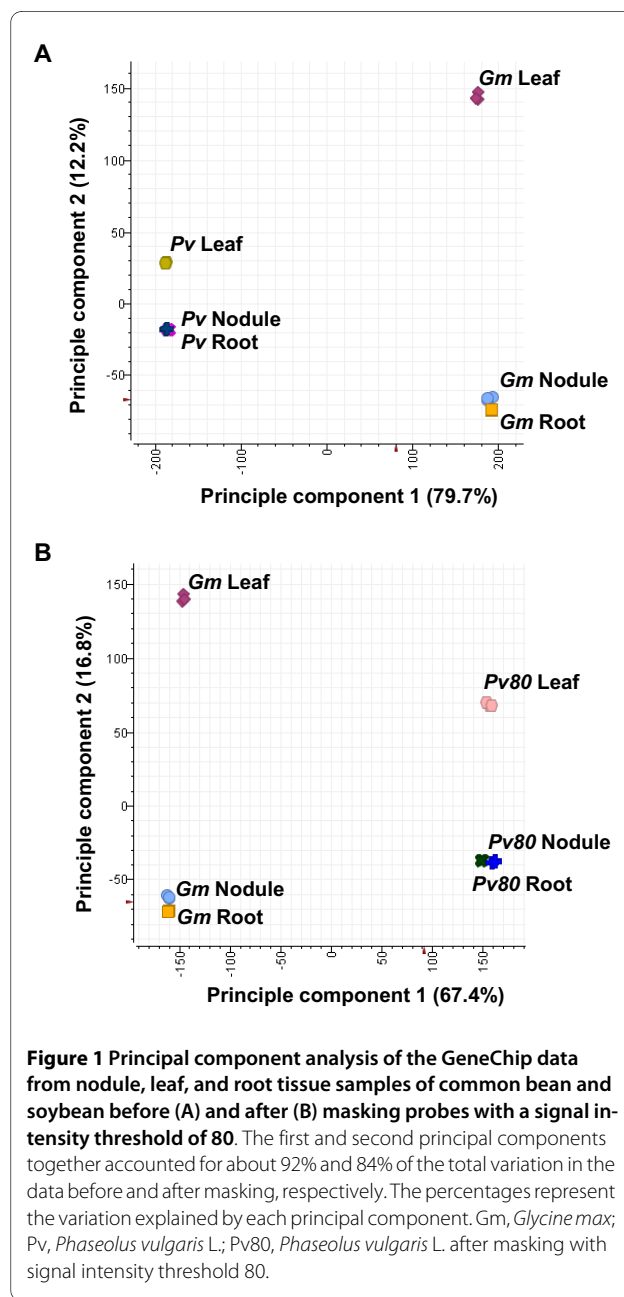 A
Principle component 2 (12.2%)
150
100
50
0
-50
Gm Leaf
Pv Leaf
Pv Nodule
Pv Root
Gm Nodule
Gm Root
-200
-100
0
100
200
Principle component 1 (79.7%)
B
Principle component 2 (16.8%)
150
100
50
0
-50
Gm Leaf
Pv80 Leaf
Pv80 Nodule
Pv80 Root
Gm Nodule
Gm Root
-150
-100
-50
0
50
100
150
Principle component 1 (67.4%)
Figure 1 Principal component analysis of the GeneChip data
from nodule, leaf, and root tissue samples of common bean and
soybean before (A) and after (B) masking probes with a signal in-
tensity threshold of 80. The first and second principal components
together accounted for about 92% and 84% of the total variation in the
data before and after masking, respectively. The percentages represent
the variation explained by each principal component. Gm, Glycine max;
Pv, Phaseolus vulgaris L.; Pv80, Phaseolus vulgaris L. after masking with
signal intensity threshold 80.